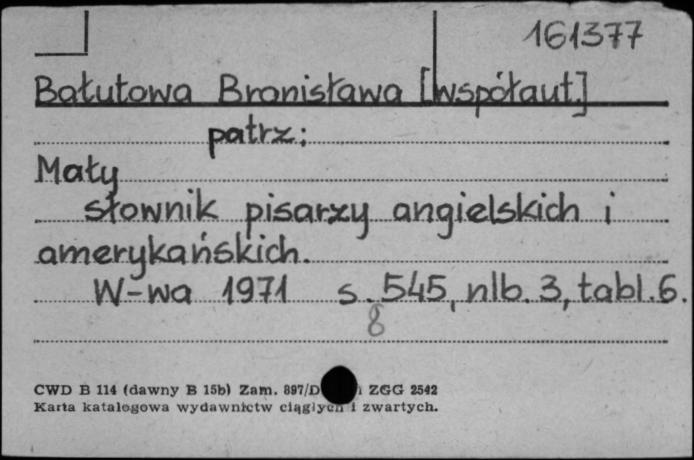 161377
Bałutowa Bronisława [współaut.]
patrz:
Mały
słownik pisarzy angielskich i
amerykańskich.
W-wa 1971 s. 545, nlb. 3, tabl. 6.
8
CWD B 114 (dawny B 15b) Zam. 897/D ZGG 2542
Karta katalogowa wydawnictw ciągłych i zwartych.